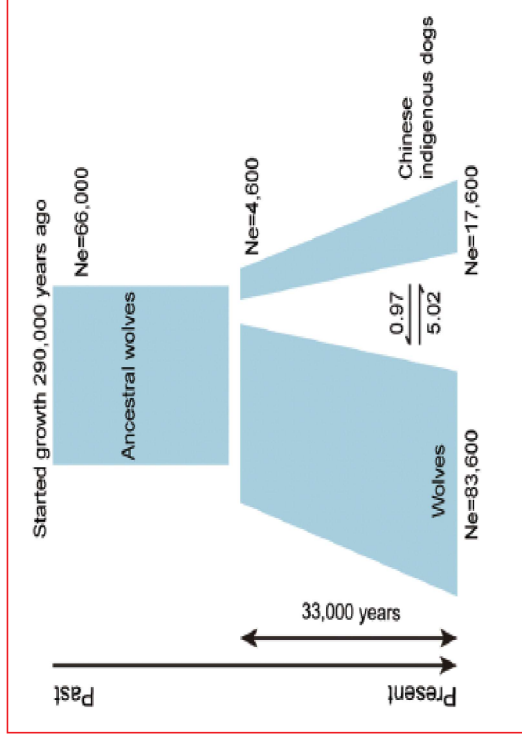 Started growth 290,000 years ago
Ne=66,000
Ancestral wolves
Ne=4,600
33,000 years
0.97
5.02
Wolves
Chinese
indigenous dogs
Ne=83,600
Ne=17,600
Past
Present